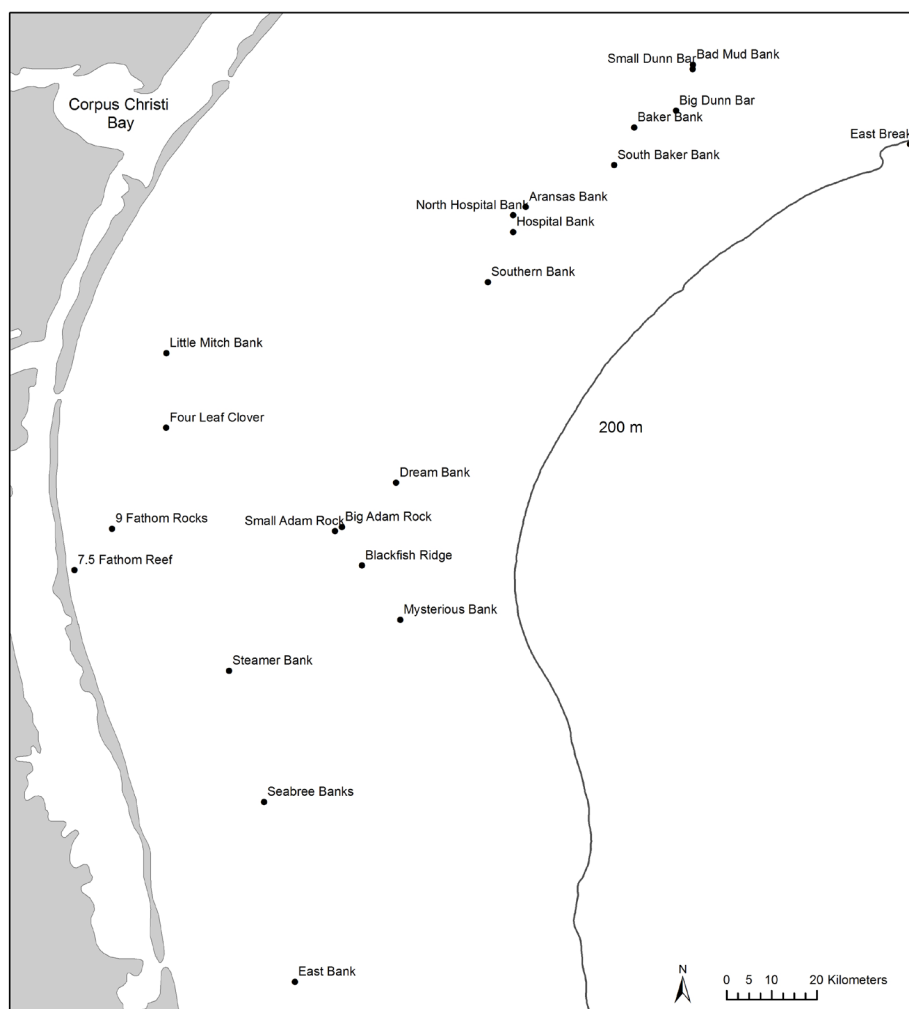 Small Dunn Bar
Bad Mud Bank
Corpus Christi
Bay
Big Dunn Bar
Baker Bank
East Break
South Baker Bank
Aransas Bank
North Hospital Bank
Hospital Bank
Southern Bank
Little Mitch Bank
Four Leaf Clover
200 m
Dream Bank
9 Fathom Rocks
Small Adam Rock
Big Adam Rock
7.5 Fathom Reef
Blackfish Ridge
Mysterious Bank
Steamer Bank
Seabree Banks
East Bank
N
0 5 10 20 Kilometers